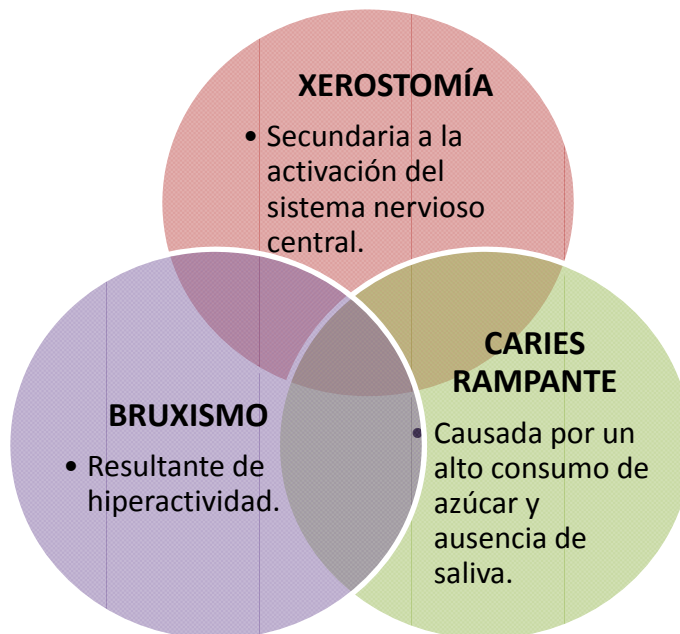 XEROSTOMÍA
• Secundaria a la
activación del
sistema nervioso
central.
BRUXISMO
• Resultante de
hiperactividad.
CARIES
RAMPANTE
• Causada por un
alto consumo de
azúcar y
ausencia de
saliva.